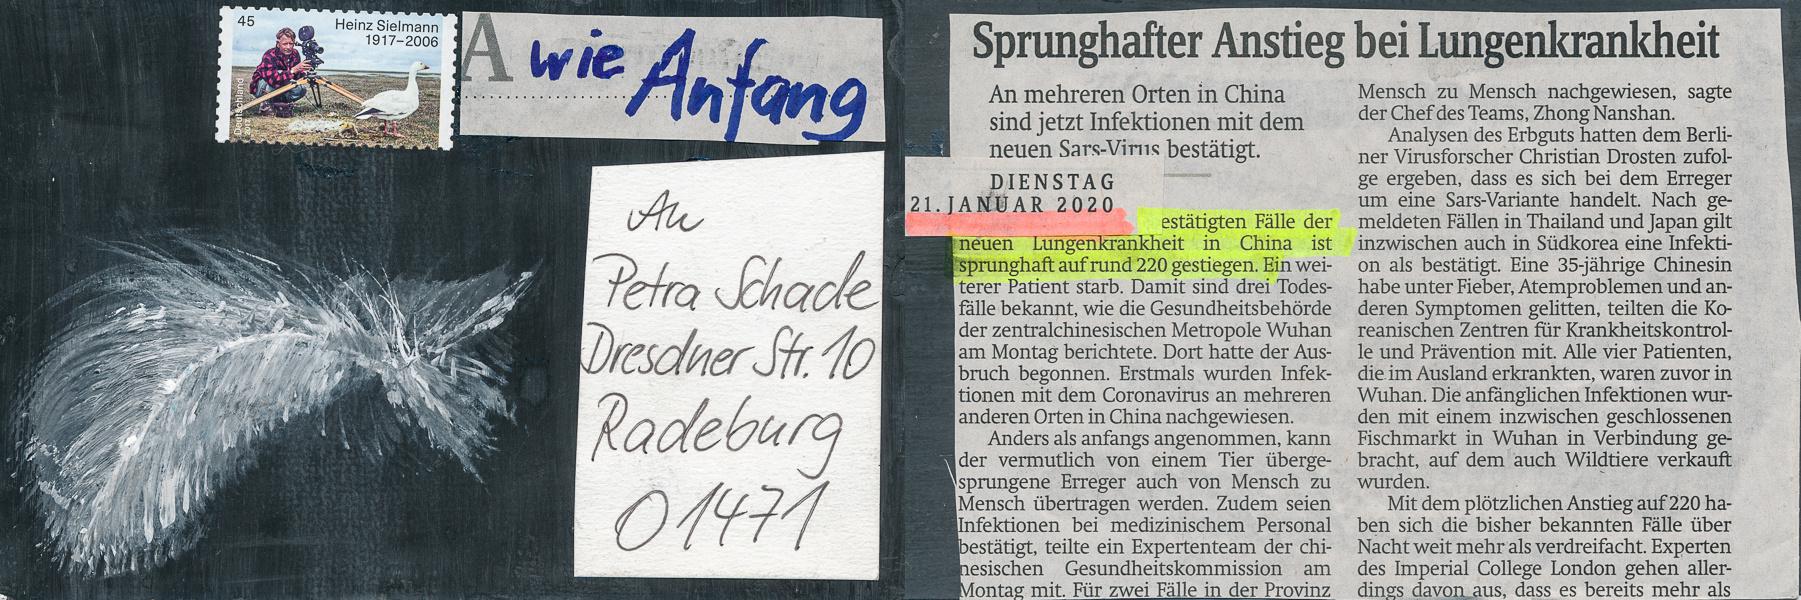 45
Heinz Sielmann
1917–2006
Deutschland
A wie Anfang
An
Petra Schade
Dresdner Str. 10
Radeburg
01471
Sprunghafter Anstieg bei Lungenkrankheit
An mehreren Orten in China
sind jetzt Infektionen mit dem
neuen Sars-Virus bestätigt.
DIENSTAG
21. JANUAR 2020
estätigten Fälle der
neuen Lungenkrankheit in China ist
sprunghaft auf rund 220 gestiegen. Ein wei-
terer Patient starb. Damit sind drei Todes-
fälle bekannt, wie die Gesundheitsbehörde
der zentralchinesischen Metropole Wuhan
am Montag berichtete. Dort hatte der Aus-
bruch begonnen. Erstmals wurden Infek-
tionen mit dem Coronavirus an mehreren
anderen Orten in China nachgewiesen.
Anders als anfangs angenommen, kann
der vermutlich von einem Tier überge-
sprungene Erreger auch von Mensch zu
Mensch übertragen werden. Zudem seien
Infektionen bei medizinischem Personal
bestätigt, teilte ein Expertenteam der chi-
nesischen Gesundheitskommission am
Montag mit. Für zwei Fälle in der Provinz
Mensch zu Mensch nachgewiesen, sagte
der Chef des Teams, Zhong Nanshan.
Analysen des Erbguts hatten dem Berli-
ner Virusforscher Christian Drosten zufol-
ge ergeben, dass es sich bei dem Erreger
um eine Sars-Variante handelt. Nach ge-
meldeten Fällen in Thailand und Japan gilt
inzwischen auch in Südkorea eine Infekti-
on als bestätigt. Eine 35-jährige Chinesin
habe unter Fieber, Atemproblemen und an-
deren Symptomen gelitten, teilten die Ko-
reanischen Zentren für Krankheitskontrol-
le und Prävention mit. Alle vier Patienten,
die im Ausland erkrankten, waren zuvor in
Wuhan. Die anfänglichen Infektionen wur-
den mit einem inzwischen geschlossenen
Fischmarkt in Wuhan in Verbindung ge-
bracht, auf dem auch Wildtiere verkauft
wurden.
Mit dem plötzlichen Anstieg auf 220 ha-
ben sich die bisher bekannten Fälle über
Nacht weit mehr als verdreifacht. Experten
des Imperial College London gehen aller-
dings davon aus, dass es bereits mehr als